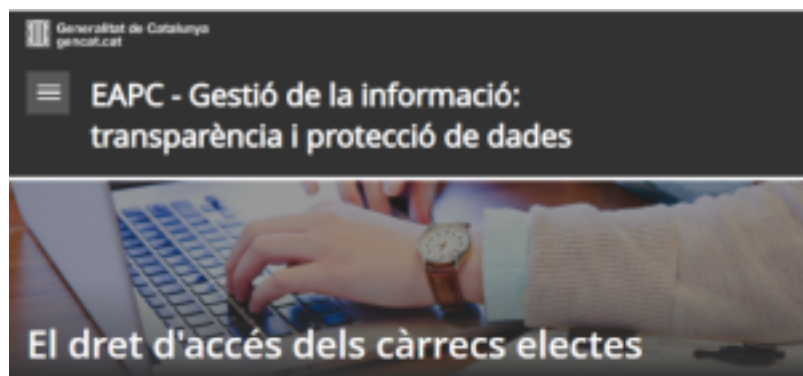 Generalitat de Catalunya
gencat.cat
EAPC - Gestió de la informació:
transparència i protecció de dades
El dret d'accés dels càrrecs electes